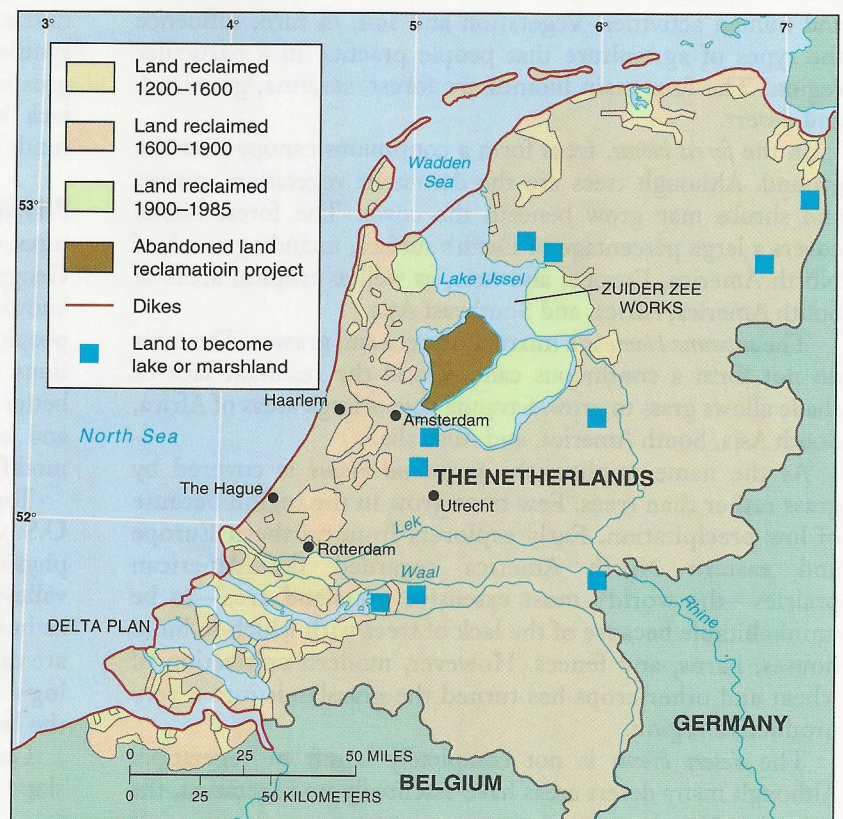 3°
4°
5°
6°
7°
Land reclaimed
1200–1600
Land reclaimed
1600–1900
Land reclaimed
1900–1985
Abandoned land
reclamatioin project
Dikes
Land to become
lake or marshland
Wadden
Sea
53°
Lake IJssel
ZUIDER ZEE
WORKS
Haarlem
Amsterdam
North Sea
THE NETHERLANDS
The Hague
Utrecht
52°
Lek
Rotterdam
Waal
Rhine
DELTA PLAN
GERMANY
BELGIUM
0 25 50 MILES
0 25 50 KILOMETERS